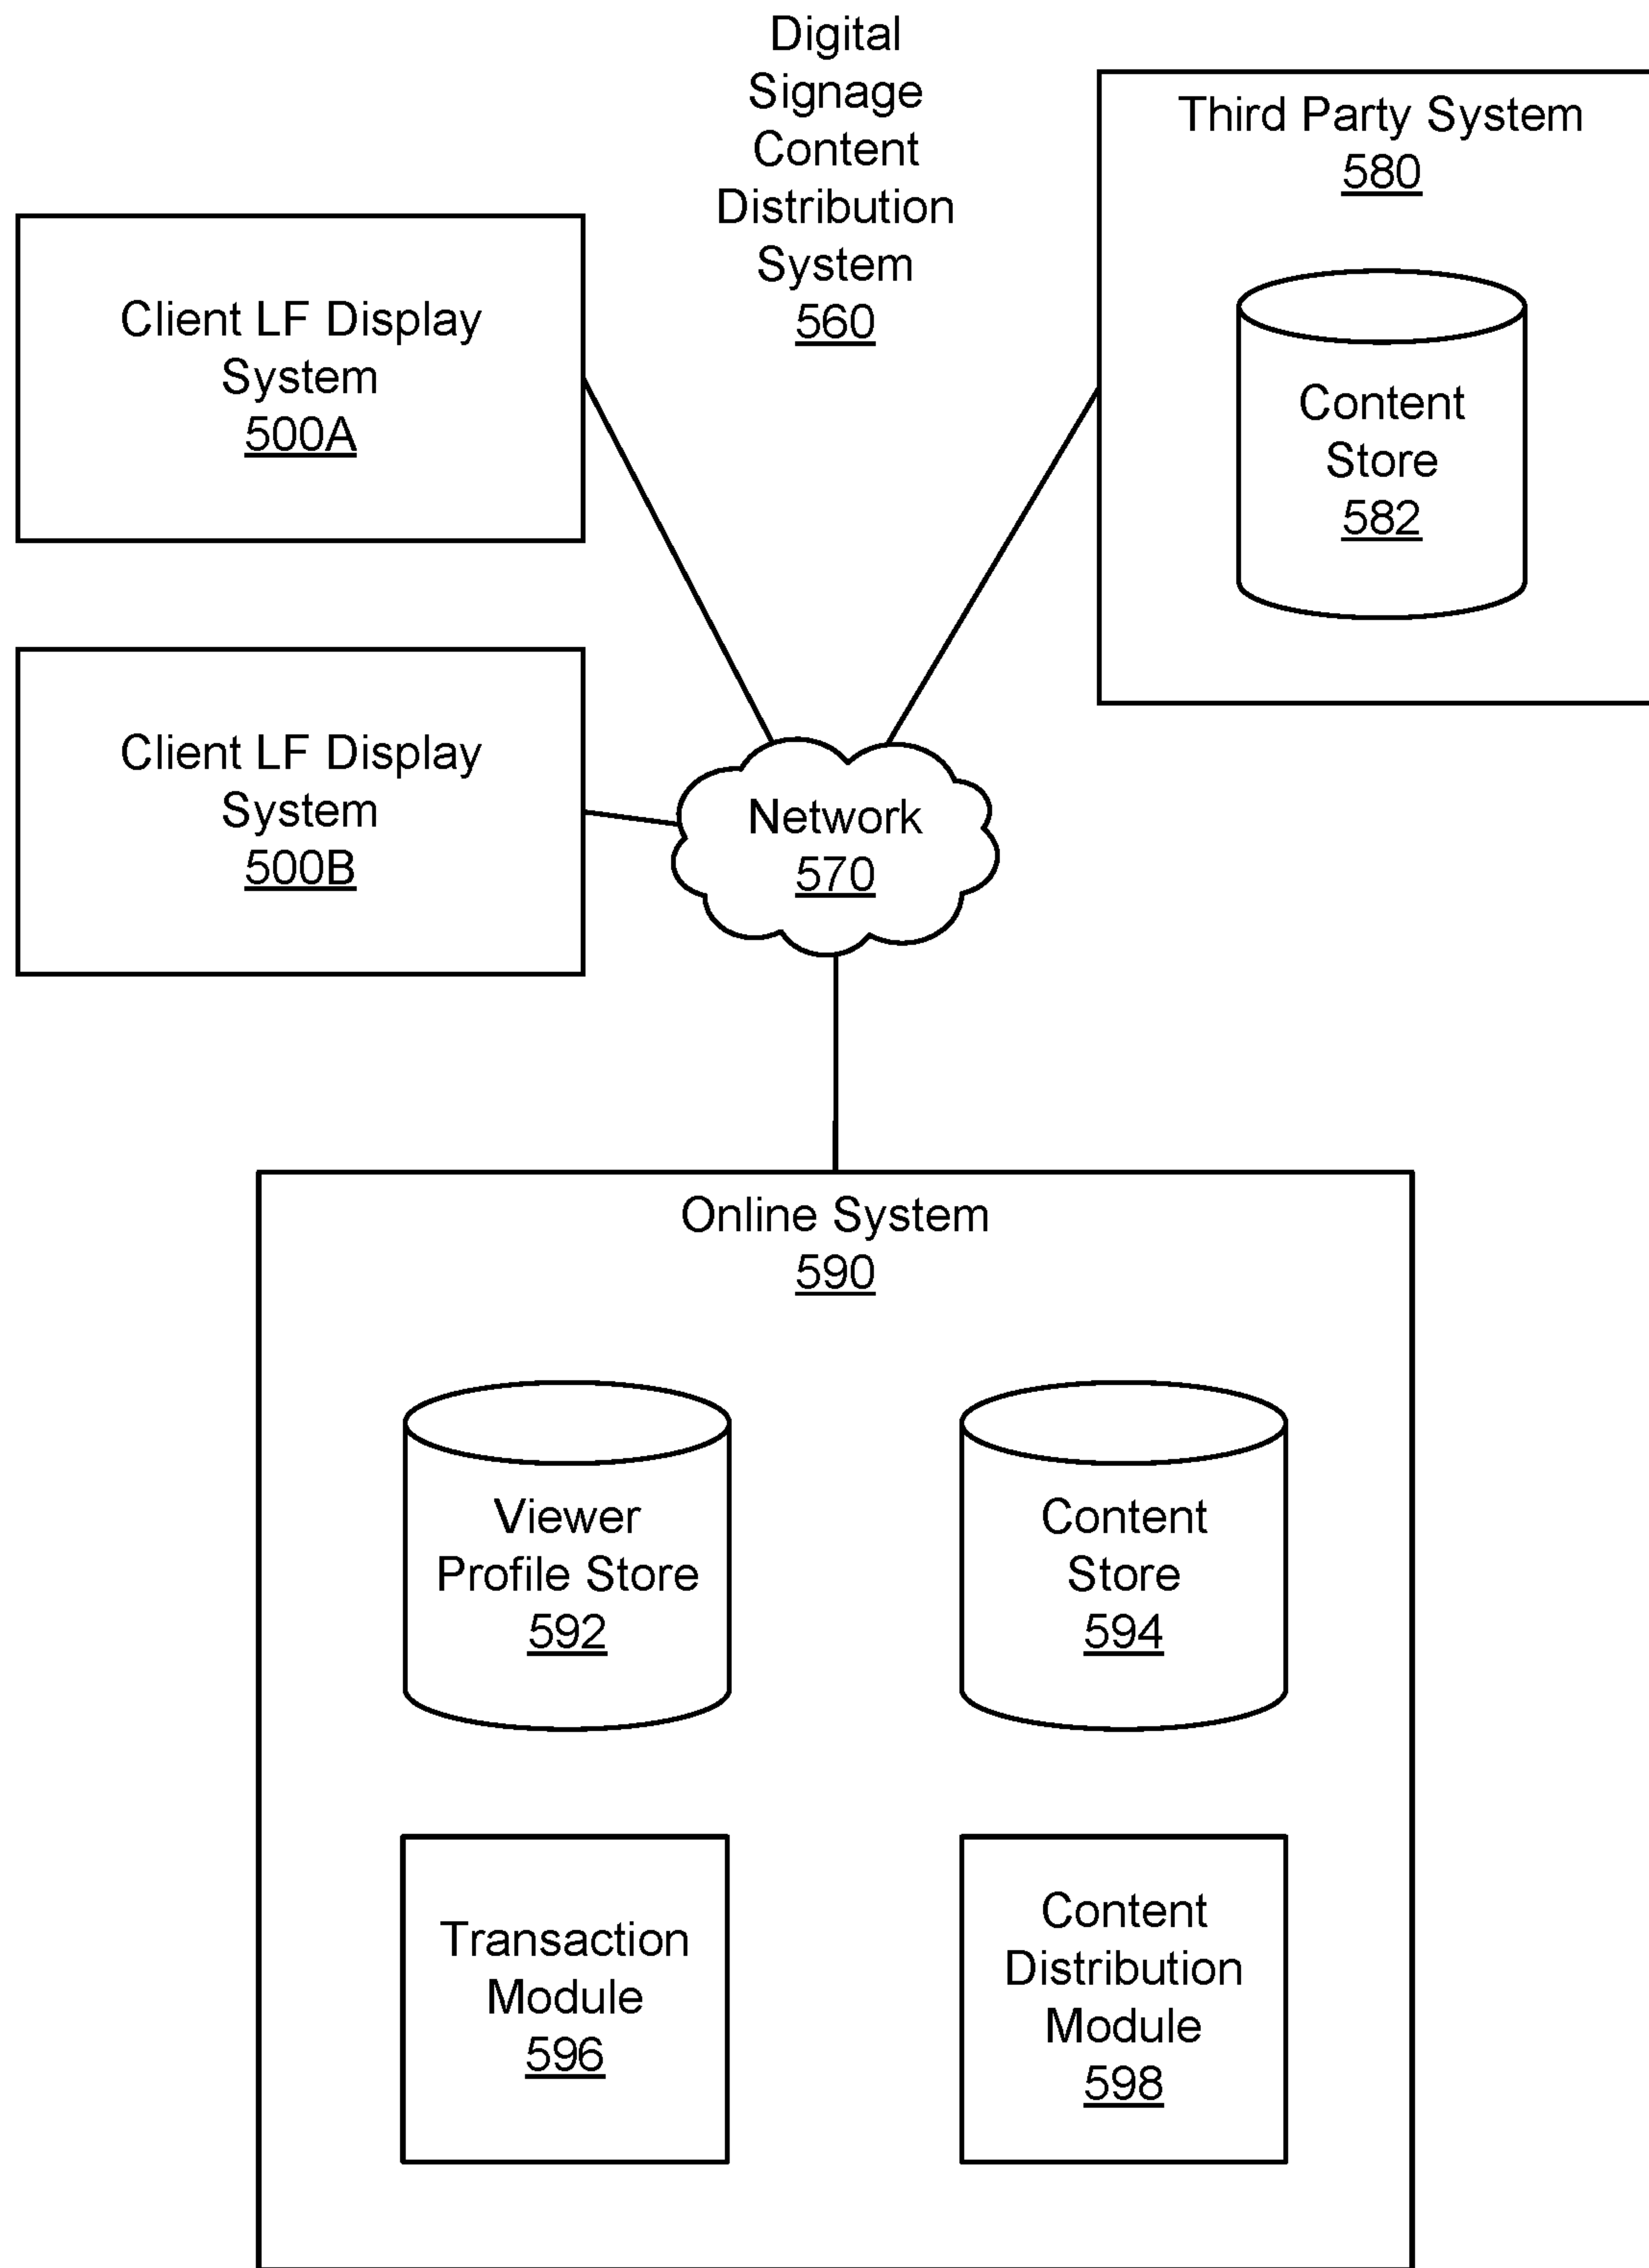 Digital
Signage
Content
Distribution
System
560
Third Party System
580
Content
Store
582
Client LF Display
System
500A
Client LF Display
System
500B
Network
570
Online System
590
Viewer
Profile Store
592
Content
Store
594
Transaction
Module
596
Content
Distribution
Module
598